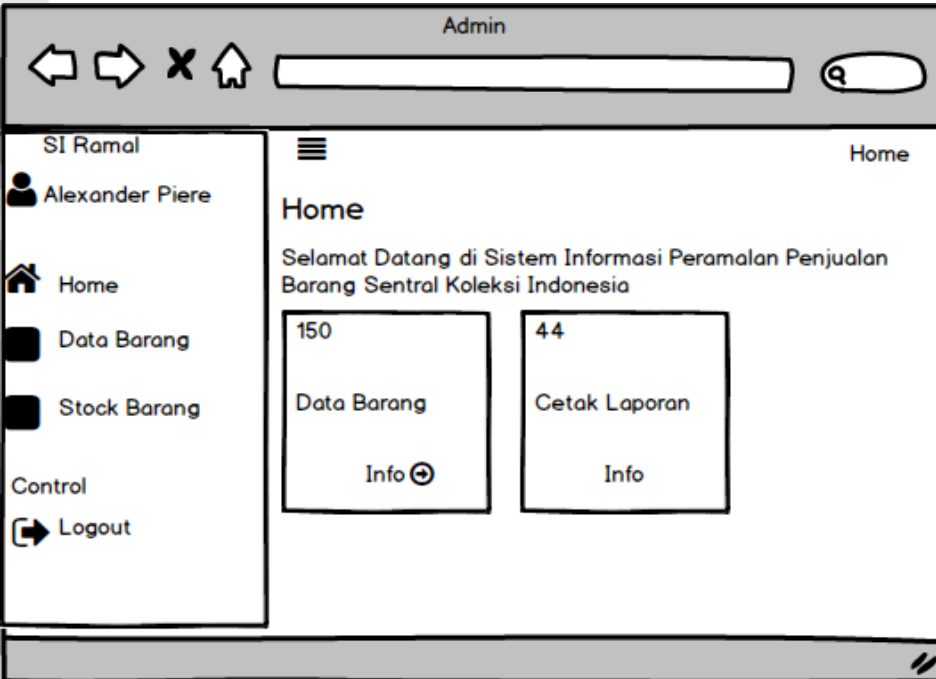 Admin
SI Ramal
Alexander Piere
Home
Data Barang
Stock Barang
Control
Logout
Home
Home
Selamat Datang di Sistem Informasi Peramalan Penjualan
Barang Sentral Koleksi Indonesia
150
Data Barang
Info
44
Cetak Laporan
Info